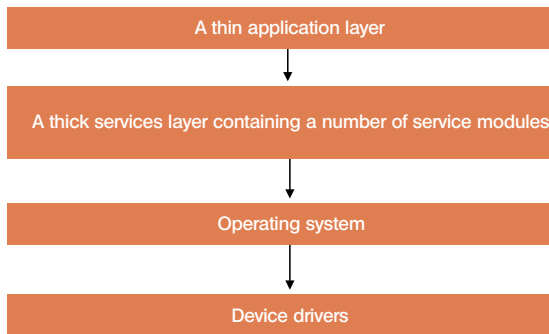 A thin application layer
A thick services layer containing a number of service modules
Operating system
Device drivers